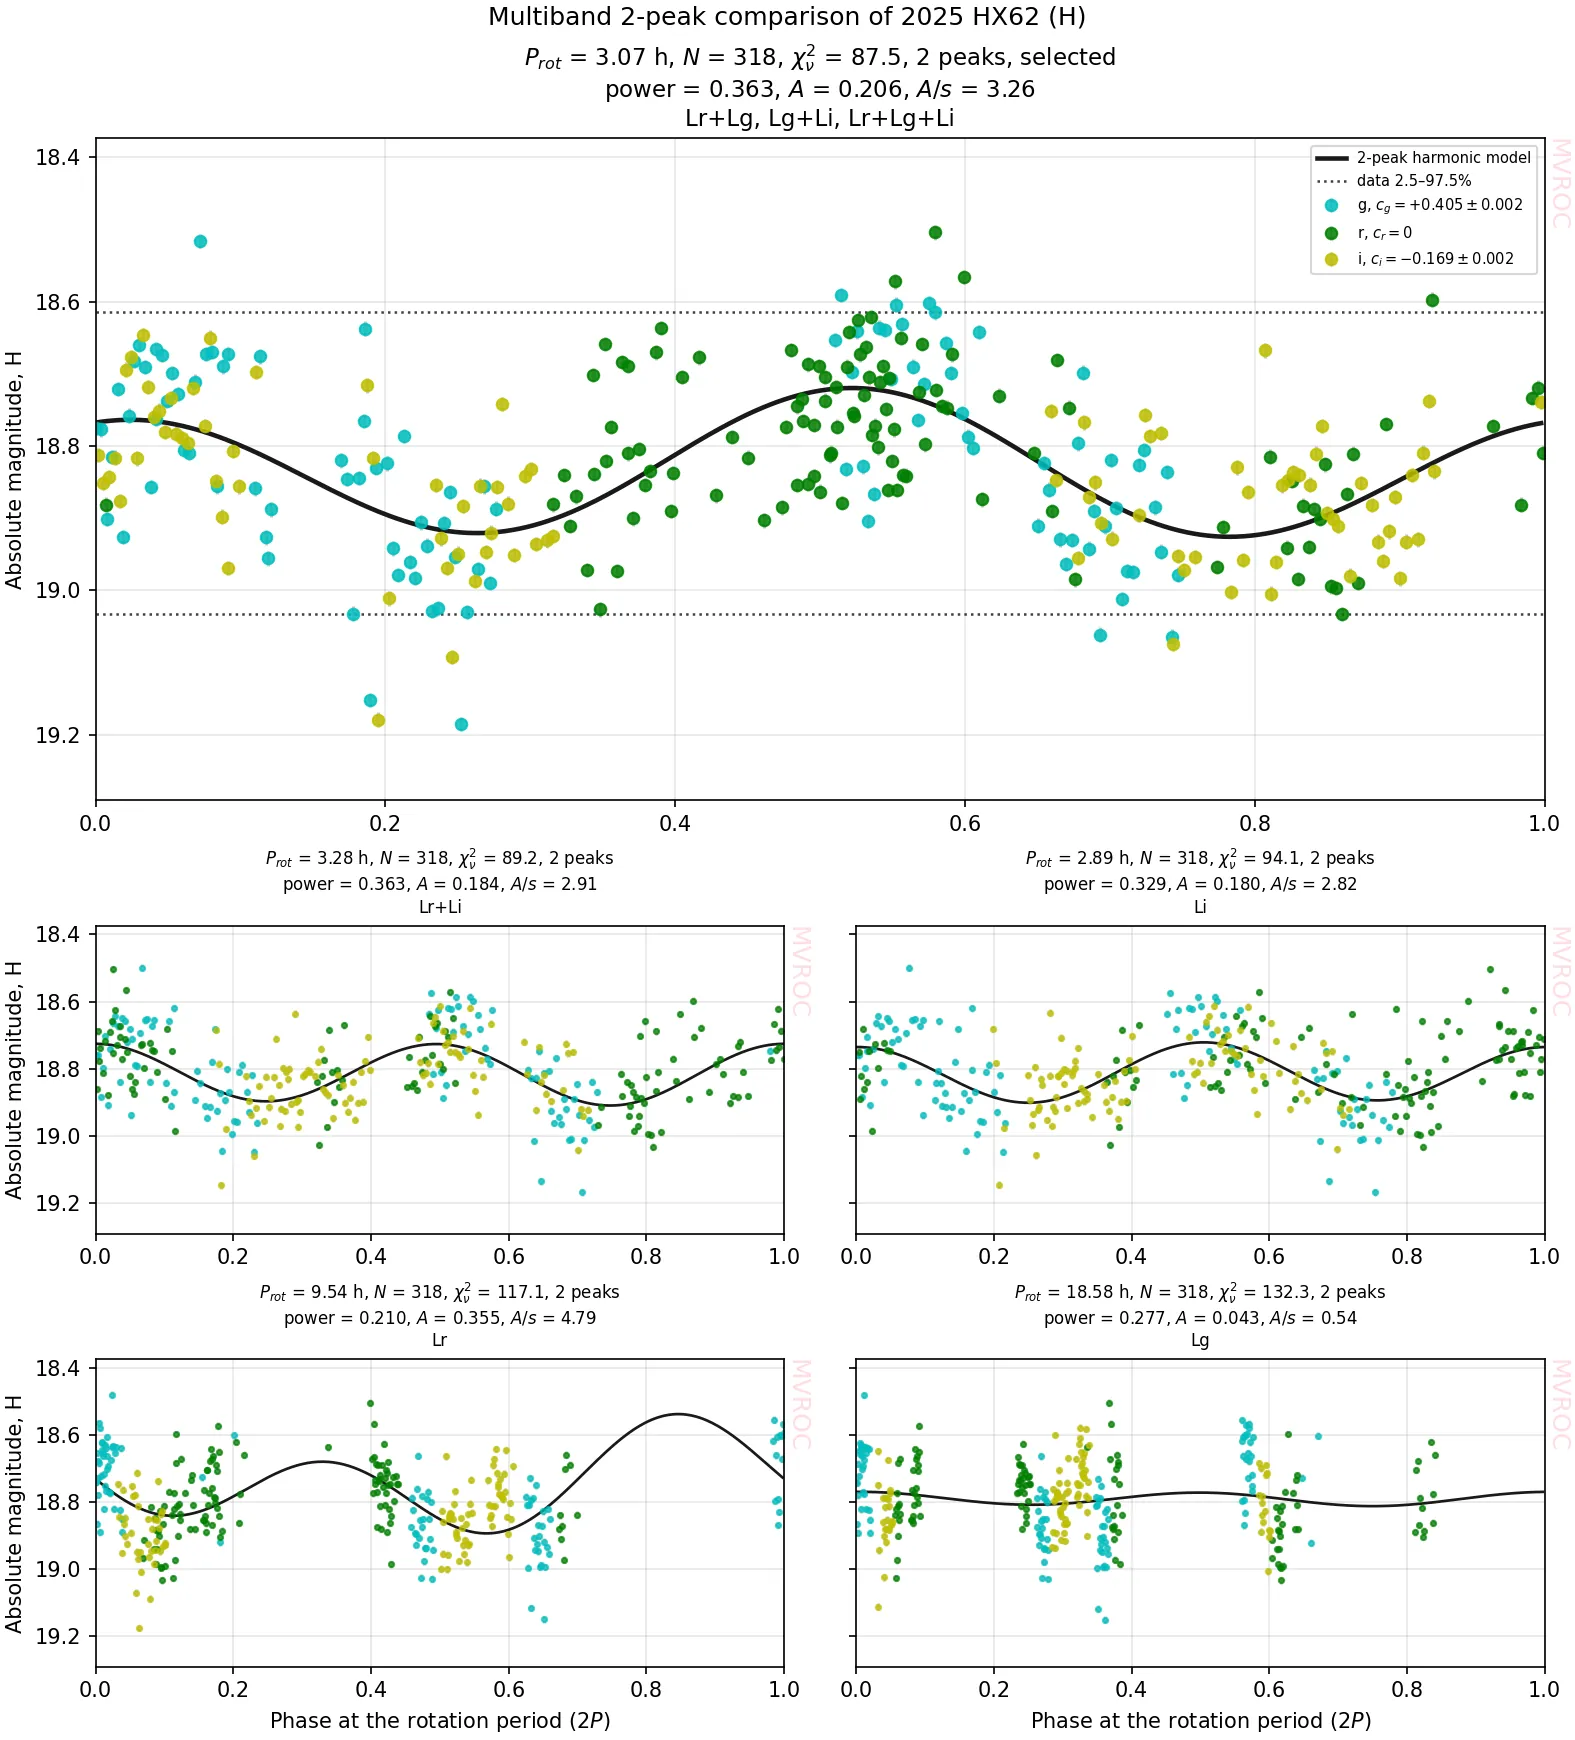 Multiband 2-peak comparison of 2025 HX62 (H)
P_rot = 3.07 h, N = 318, χ²_ν = 87.5, 2 peaks, selected
power = 0.363, A = 0.206, A/s = 3.26
Lr+Lg, Lg+Li, Lr+Lg+Li
Absolute magnitude, H
18.4
18.6
18.8
19.0
19.2
2-peak harmonic model
data 2.5–97.5%
g, c_g = +0.405 ± 0.002
r, c_r = 0
i, c_i = −0.169 ± 0.002
MVROC
0.0 0.2 0.4 0.6 0.8 1.0
P_rot = 3.28 h, N = 318, χ²_ν = 89.2, 2 peaks
power = 0.363, A = 0.184, A/s = 2.91
Lr+Li
Absolute magnitude, H
18.4
18.6
18.8
19.0
19.2
MVROC
0.0 0.2 0.4 0.6 0.8 1.0
P_rot = 2.89 h, N = 318, χ²_ν = 94.1, 2 peaks
power = 0.329, A = 0.180, A/s = 2.82
Li
MVROC
0.0 0.2 0.4 0.6 0.8 1.0
P_rot = 9.54 h, N = 318, χ²_ν = 117.1, 2 peaks
power = 0.210, A = 0.355, A/s = 4.79
Lr
Absolute magnitude, H
18.4
18.6
18.8
19.0
19.2
MVROC
0.0 0.2 0.4 0.6 0.8 1.0
Phase at the rotation period (2P)
P_rot = 18.58 h, N = 318, χ²_ν = 132.3, 2 peaks
power = 0.277, A = 0.043, A/s = 0.54
Lg
MVROC
0.0 0.2 0.4 0.6 0.8 1.0
Phase at the rotation period (2P)